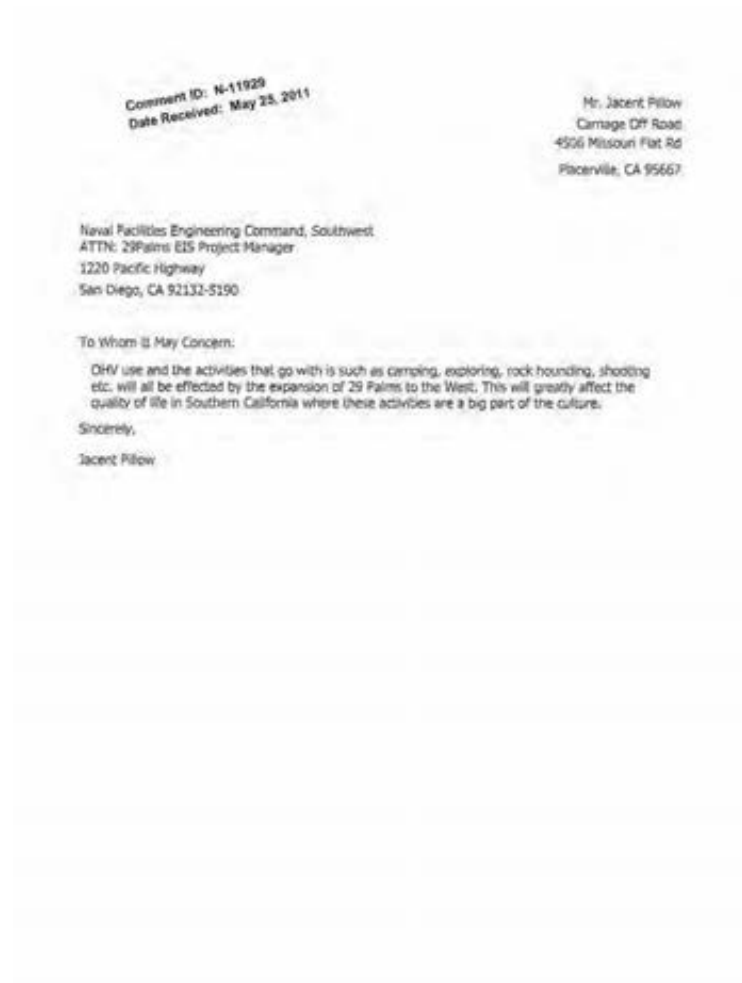 Comment ID: N-11929
Date Received: May 25, 2011
Mr. Jacent Pillow
Carnage Off Road
4506 Missouri Flat Rd
Placerville, CA 95667
Naval Facilities Engineering Command, Southwest
ATTN: 29Palms EIS Project Manager
1220 Pacific Highway
San Diego, CA 92132-5190
To Whom It May Concern:
OHV use and the activities that go with is such as camping, exploring, rock hounding, shooting
etc. will all be effected by the expansion of 29 Palms to the West. This will greatly affect the
quality of life in Southern California where these activities are a big part of the culture.
Sincerely,
Jacent Pillow